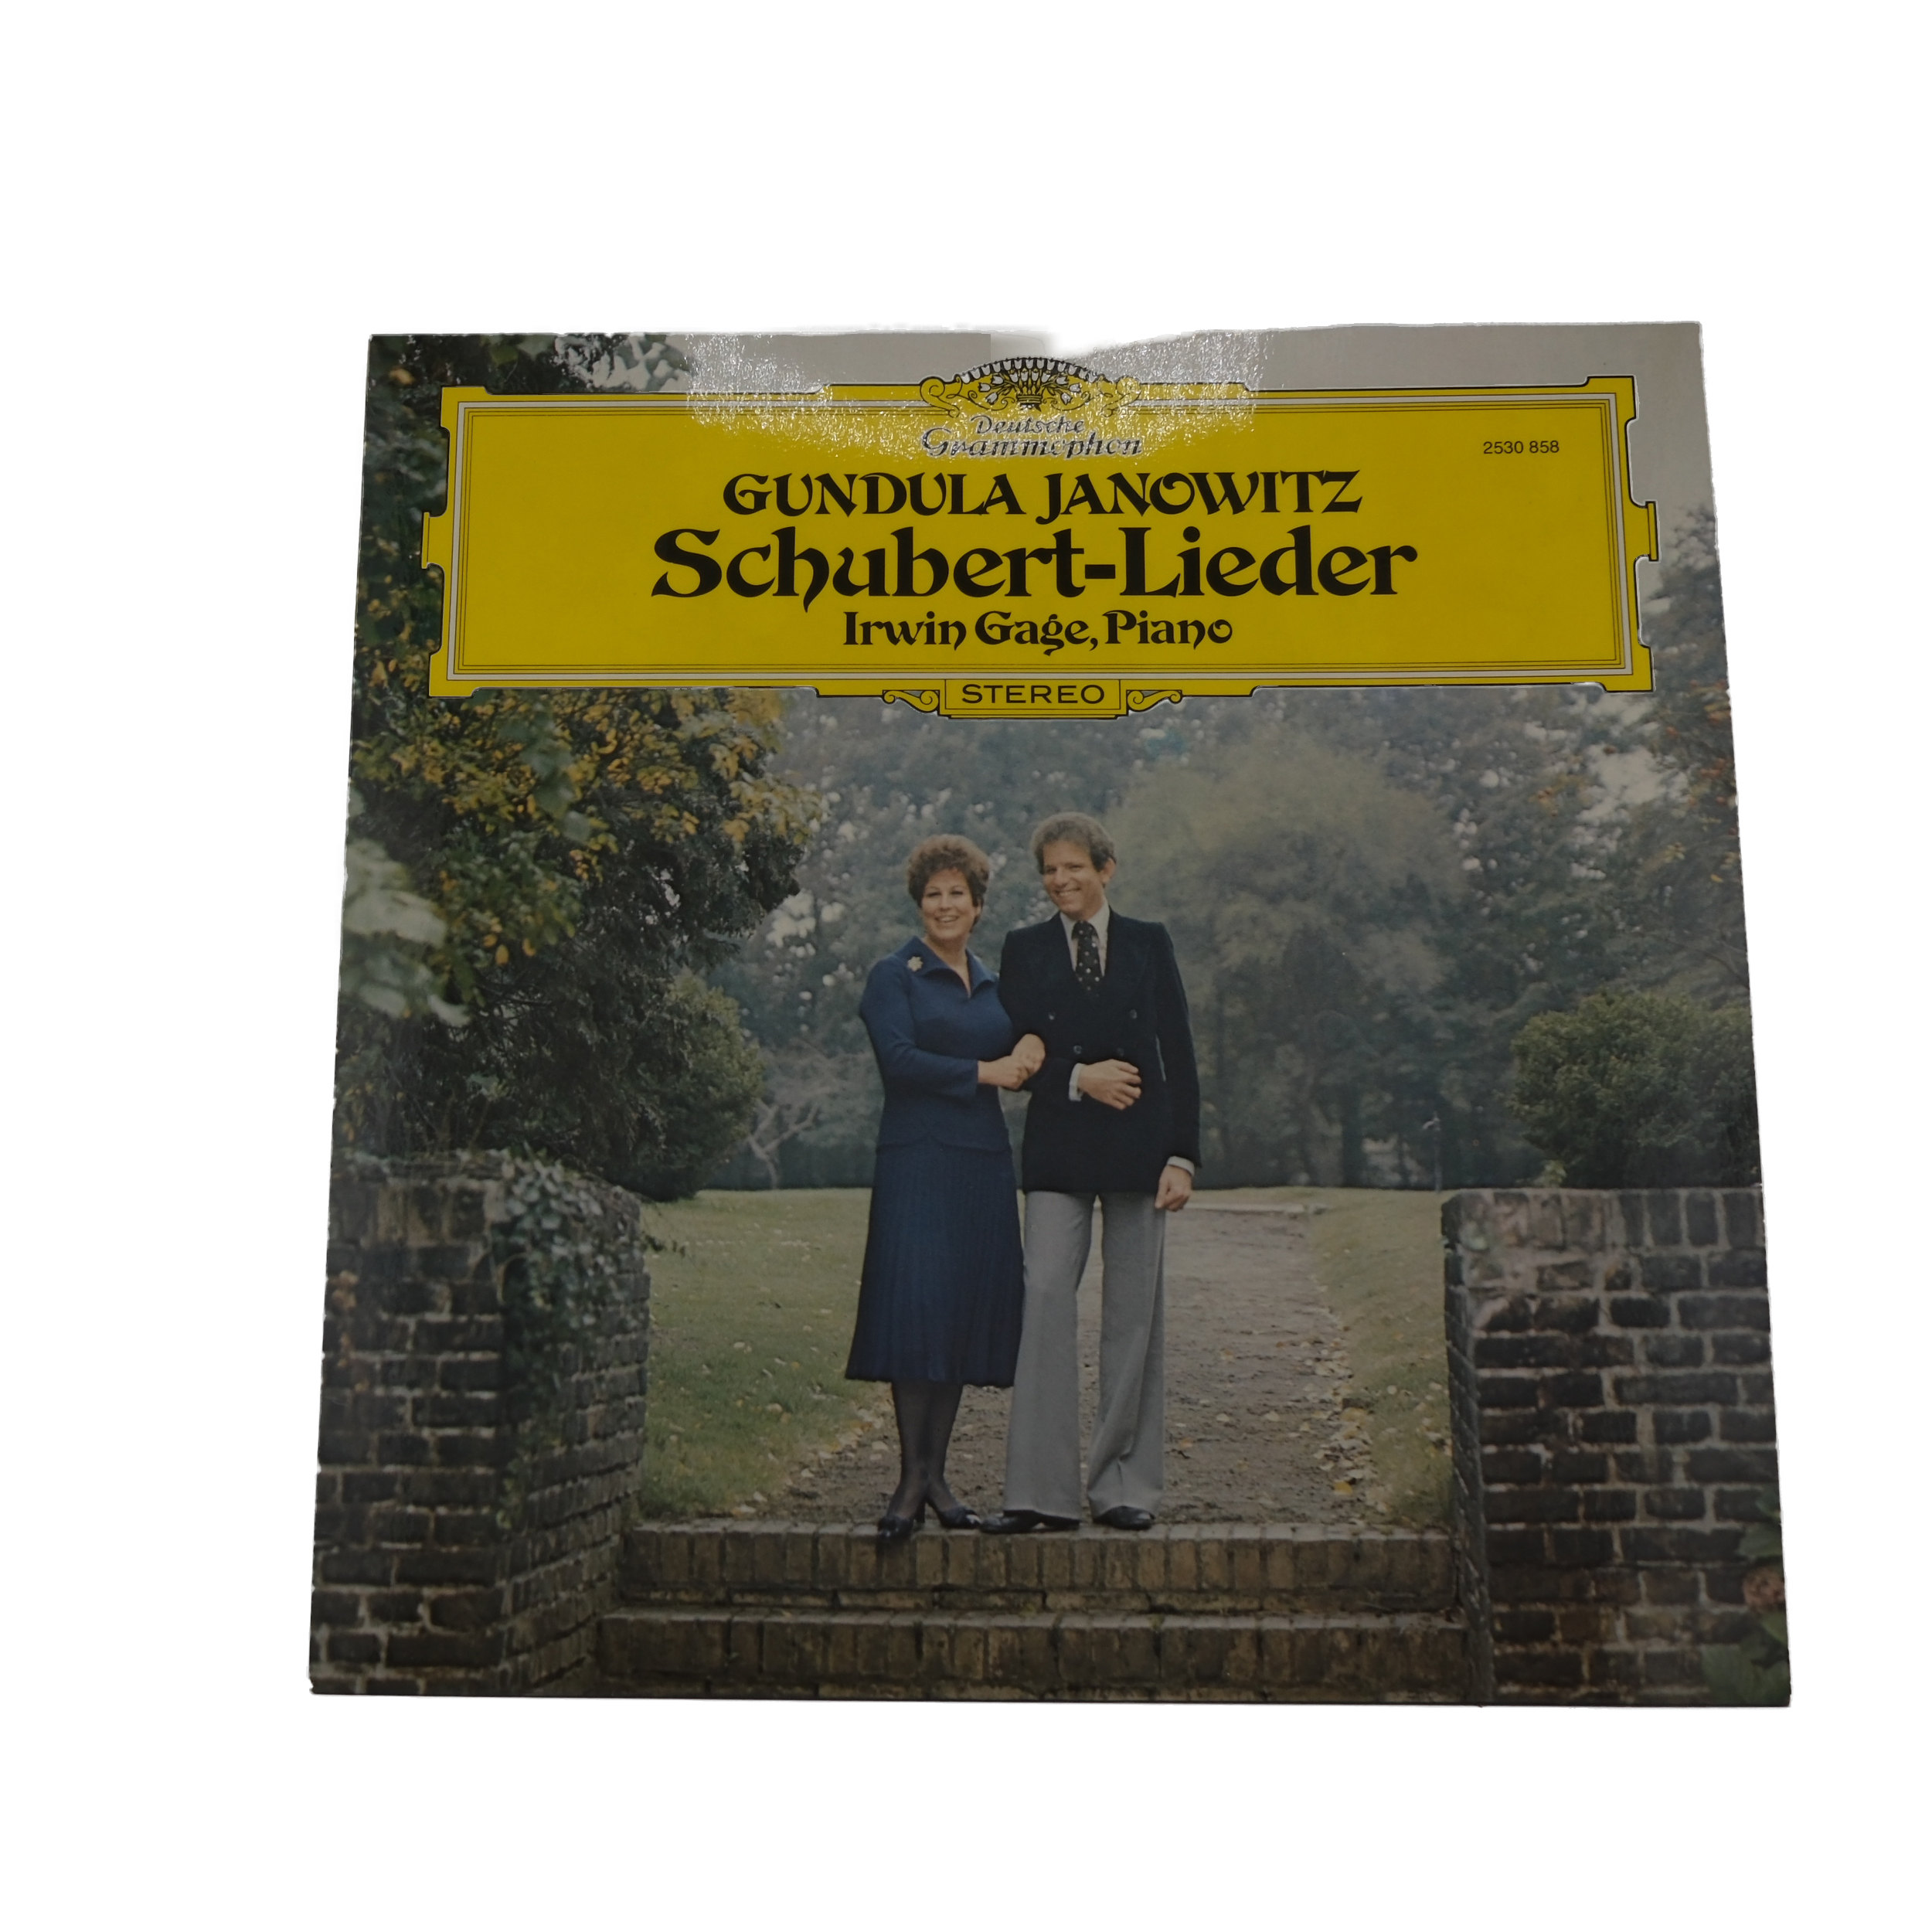 Deutsche
Grammophon
2530 858
GUNDULA JANOWITZ
Schubert-Lieder
Irwin Gage, Piano
STEREO